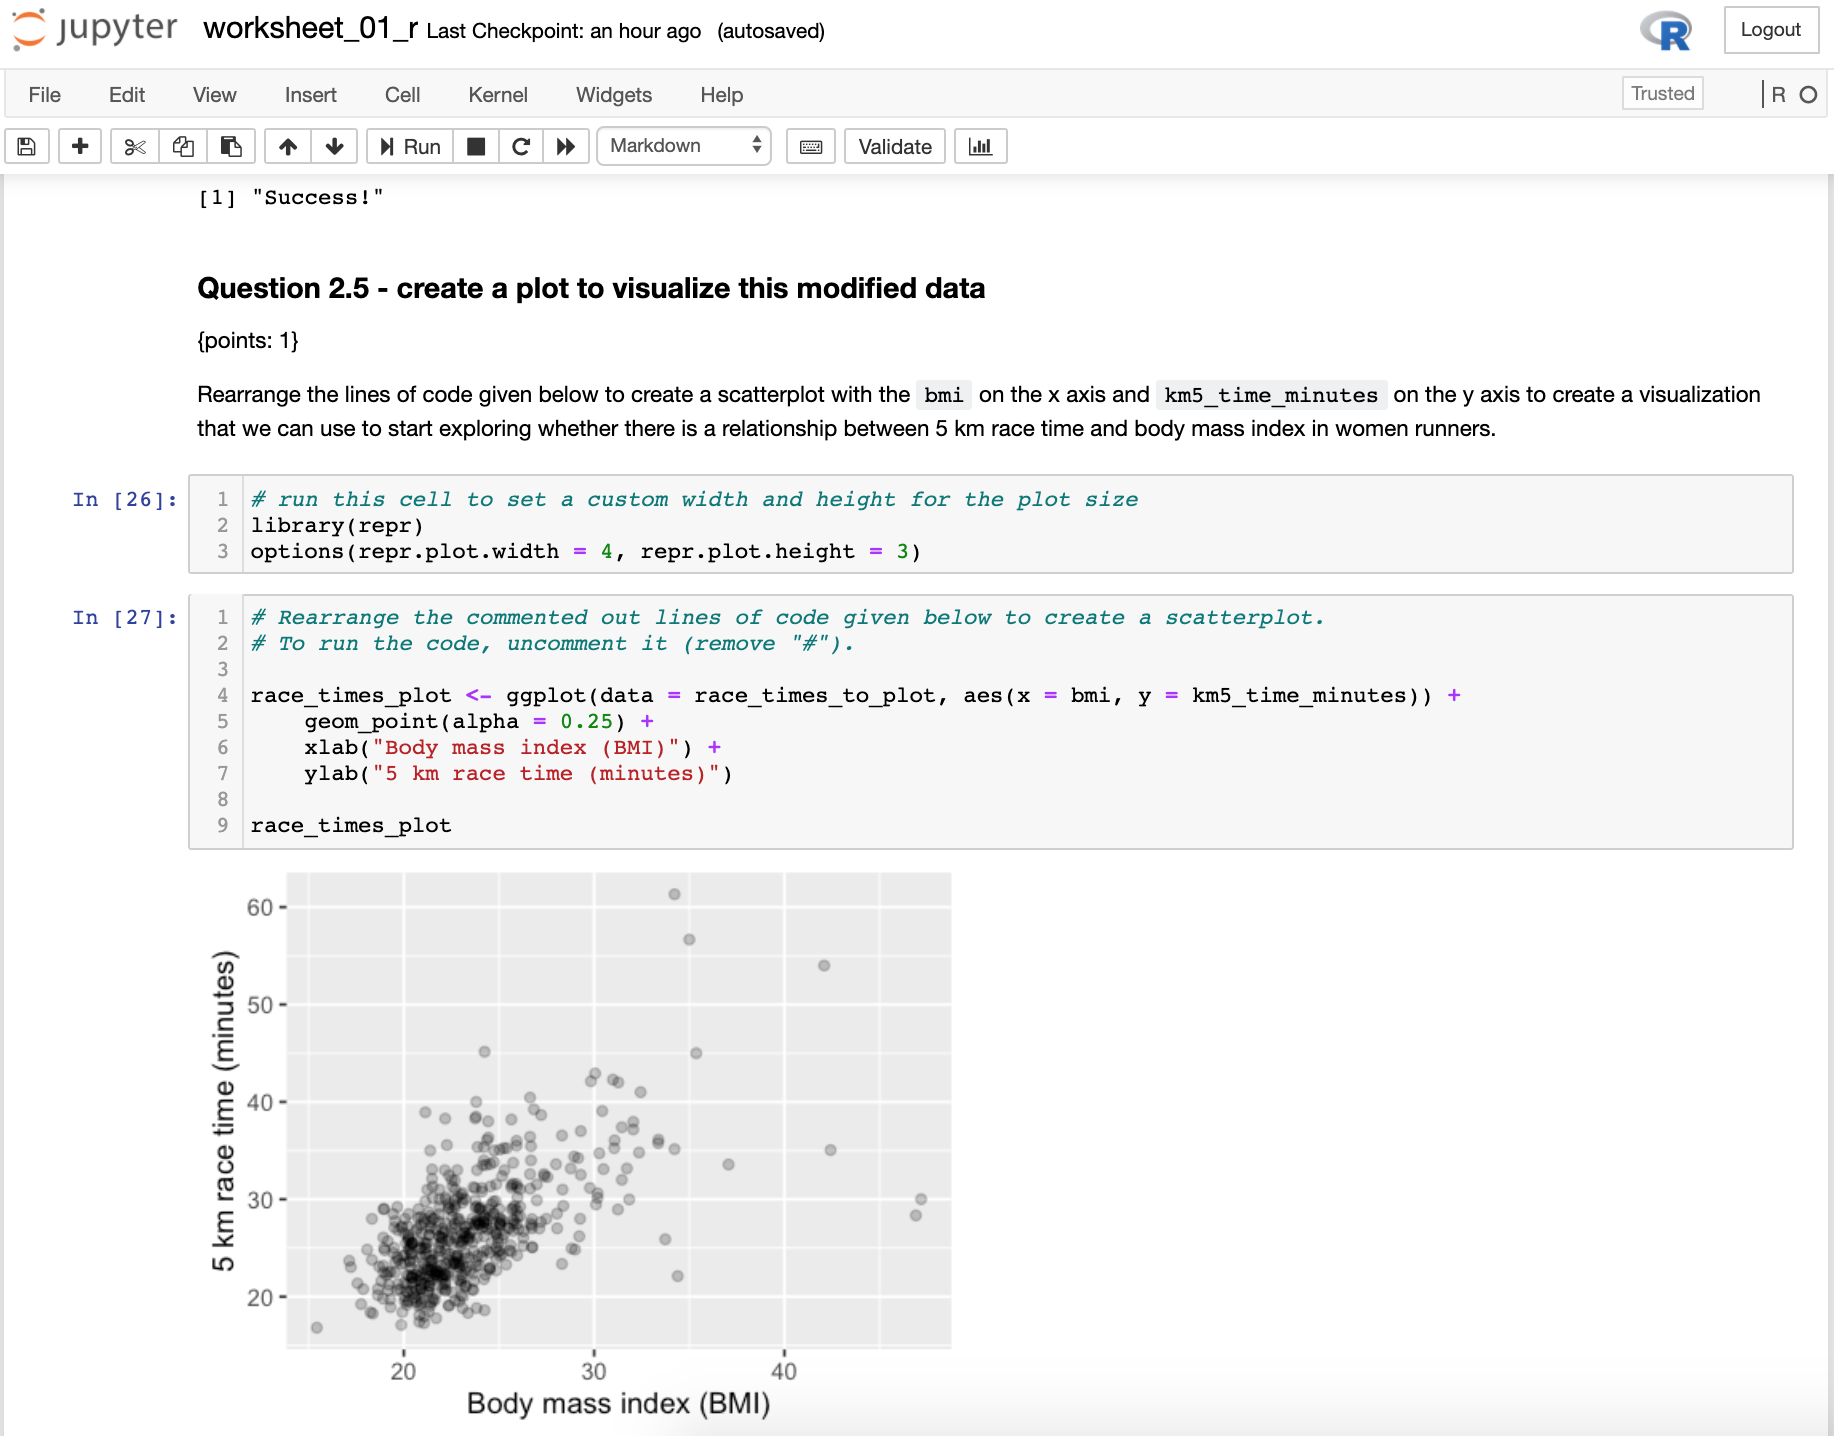 jupyter worksheet_01_r Last Checkpoint: an hour ago (autosaved) R Logout
File Edit View Insert Cell Kernel Widgets Help Trusted R
Run Markdown Validate
[1] "Success!"
Question 2.5 - create a plot to visualize this modified data
{points: 1}
Rearrange the lines of code given below to create a scatterplot with the bmi on the x axis and km5_time_minutes on the y axis to create a visualization
that we can use to start exploring whether there is a relationship between 5 km race time and body mass index in women runners.
In [26]:
1 # run this cell to set a custom width and height for the plot size
2 library(repr)
3 options(repr.plot.width = 4, repr.plot.height = 3)
In [27]:
1 # Rearrange the commented out lines of code given below to create a scatterplot.
2 # To run the code, uncomment it (remove "#").
3
4 race_times_plot <- ggplot(data = race_times_to_plot, aes(x = bmi, y = km5_time_minutes)) +
5     geom_point(alpha = 0.25) +
6     xlab("Body mass index (BMI)") +
7     ylab("5 km race time (minutes)")
8
9 race_times_plot
5 km race time (minutes)
60
50
40
30
20
20 30 40
Body mass index (BMI)